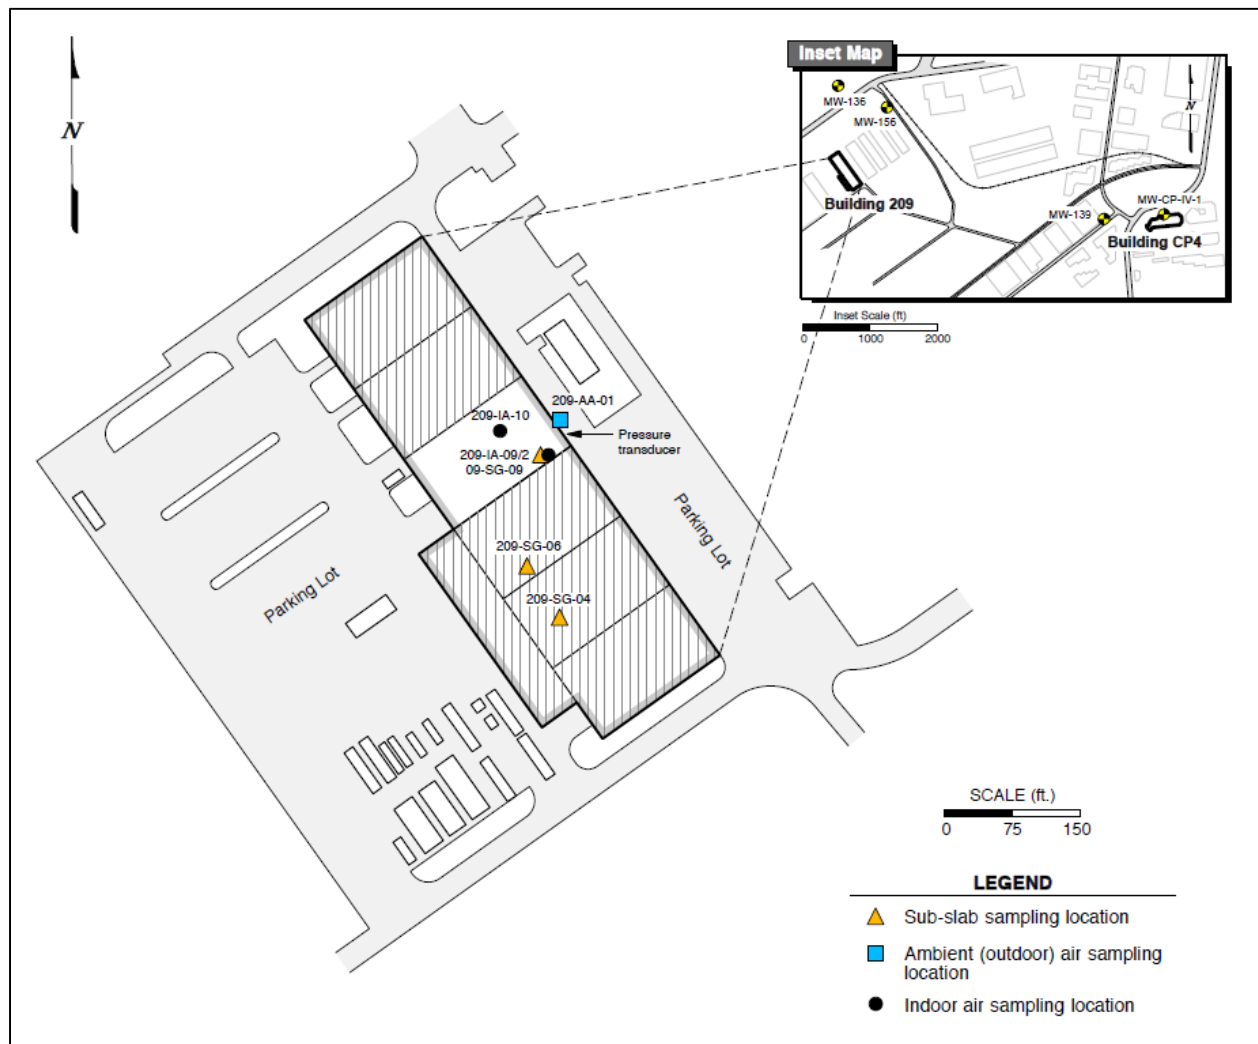 N
Inset Map
MW-136
MW-156
N
Building 209
MW-139
MW-CP-IV-1
Building CP4
Inset Scale (ft)
0 1000 2000
209-AA-01
209-IA-10
Pressure
transducer
209-IA-09/2
09-SG-09
Parking Lot
209-SG-06
Parking Lot
209-SG-04
SCALE (ft.)
0 75 150
LEGEND
Sub-slab sampling location
Ambient (outdoor) air sampling
location
Indoor air sampling location